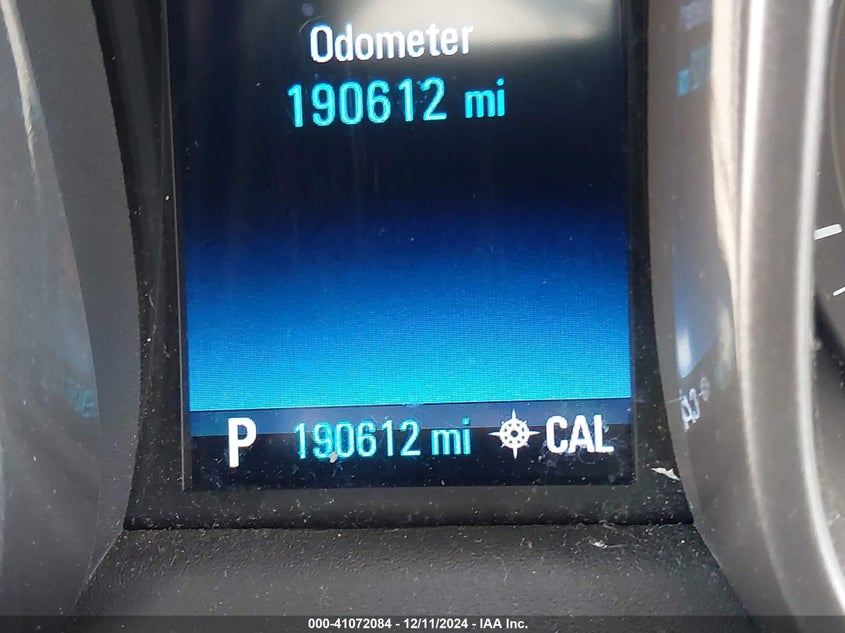 Odometer
190612 mi
P 190612 mi CAL
000-41072084 - 12/11/2024 - IAA Inc.